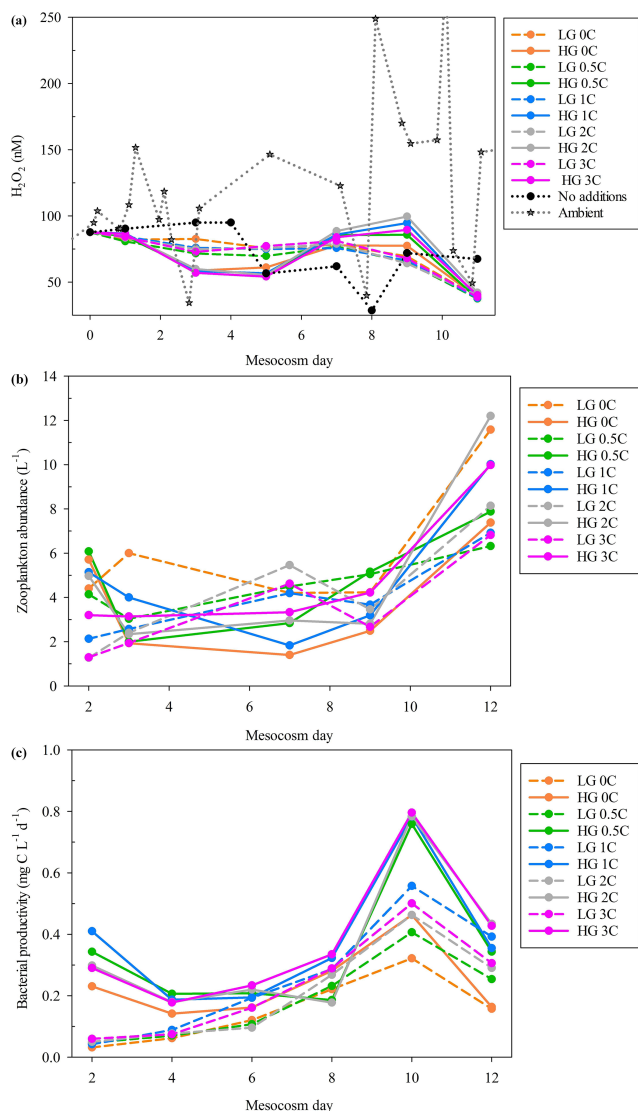 (a)
250
200
150
100
50
H₂O₂ (nM)
0 2 4 6 8 10
Mesocosm day
LG 0C
HG 0C
LG 0.5C
HG 0.5C
LG 1C
HG 1C
LG 2C
HG 2C
LG 3C
HG 3C
No additions
Ambient
(b)
14
12
10
8
6
4
2
0
Zooplankton abundance (L⁻¹)
2 4 6 8 10 12
Mesocosm day
LG 0C
HG 0C
LG 0.5C
HG 0.5C
LG 1C
HG 1C
LG 2C
HG 2C
LG 3C
HG 3C
(c)
1.0
0.8
0.6
0.4
0.2
0.0
Bacterial productivity (mg C L⁻¹ d⁻¹)
2 4 6 8 10 12
Mesocosm day
LG 0C
HG 0C
LG 0.5C
HG 0.5C
LG 1C
HG 1C
LG 2C
HG 2C
LG 3C
HG 3C